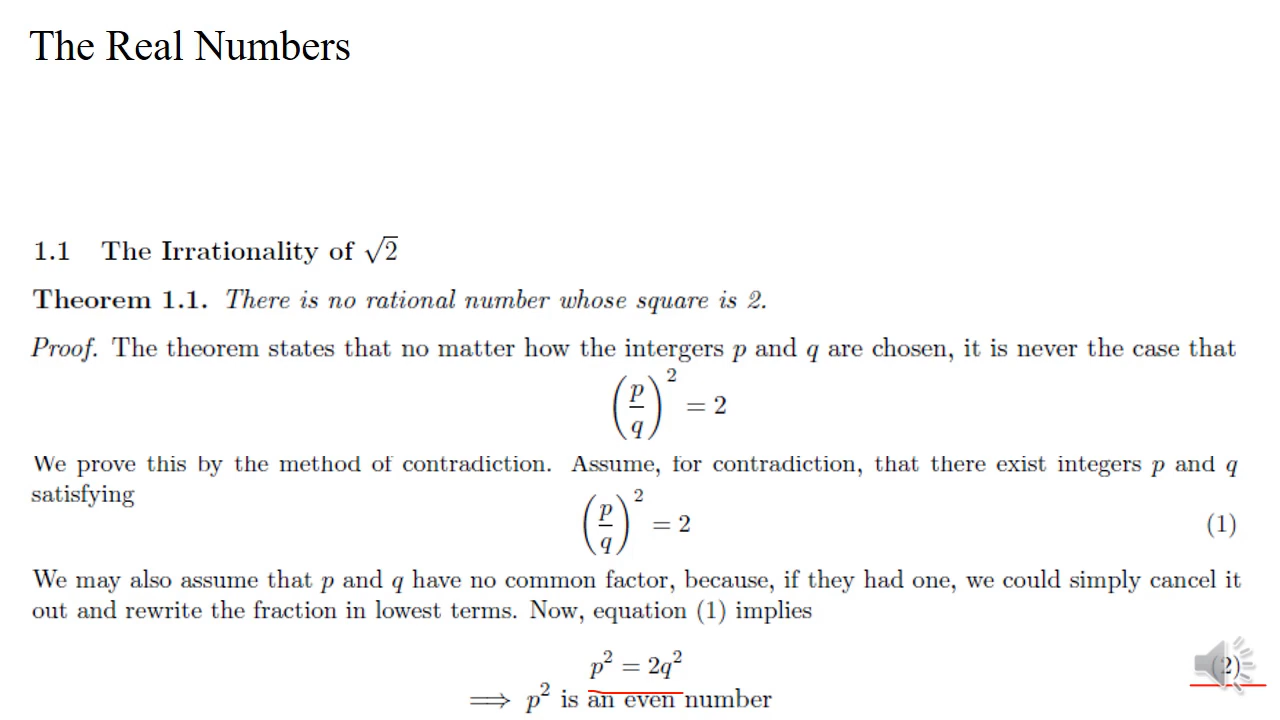 The Real Numbers
1.1 The Irrationality of √2
Theorem 1.1. There is no rational number whose square is 2.
Proof. The theorem states that no matter how the intergers p and q are chosen, it is never the case that
(p/q)² = 2
We prove this by the method of contradiction. Assume, for contradiction, that there exist integers p and q
satisfying
(p/q)² = 2 (1)
We may also assume that p and q have no common factor, because, if they had one, we could simply cancel it
out and rewrite the fraction in lowest terms. Now, equation (1) implies
p² = 2q² (2)
⟹ p² is an even number